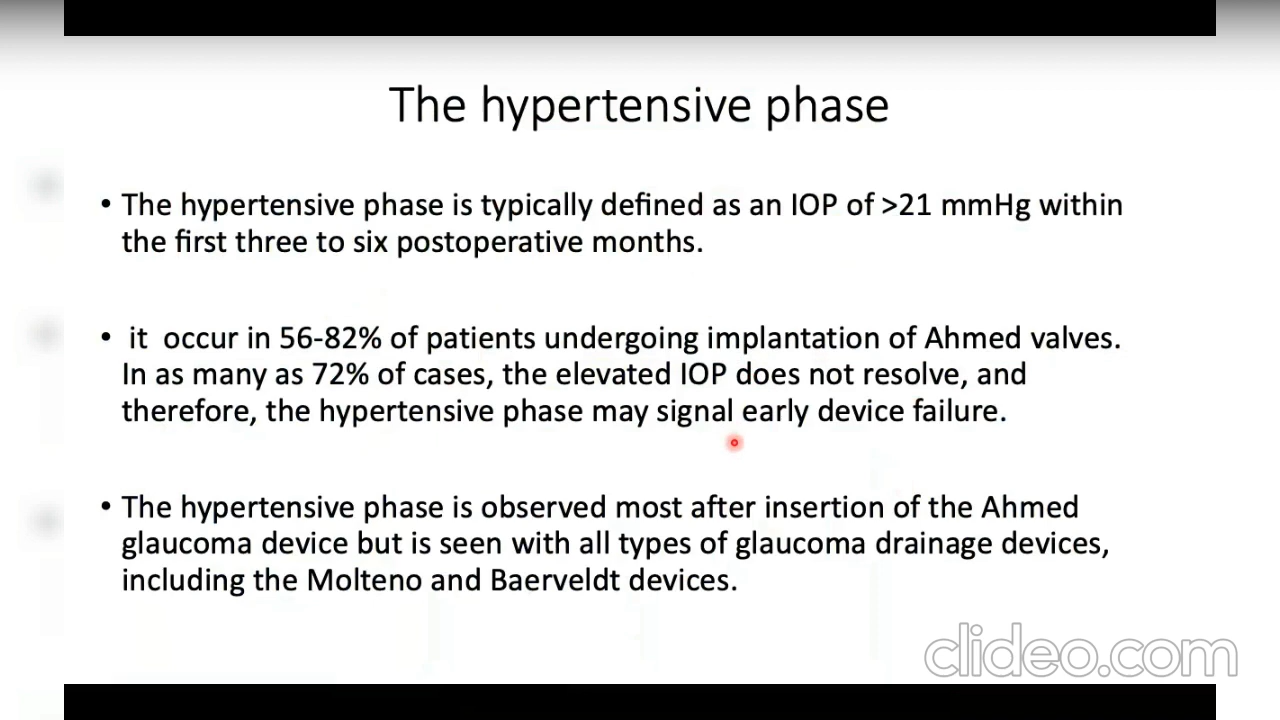 The hypertensive phase
• The hypertensive phase is typically defined as an IOP of >21 mmHg within
the first three to six postoperative months.
• it  occur in 56-82% of patients undergoing implantation of Ahmed valves.
In as many as 72% of cases, the elevated IOP does not resolve, and
therefore, the hypertensive phase may signal early device failure.
• The hypertensive phase is observed most after insertion of the Ahmed
glaucoma device but is seen with all types of glaucoma drainage devices,
including the Molteno and Baerveldt devices.
clideo.com